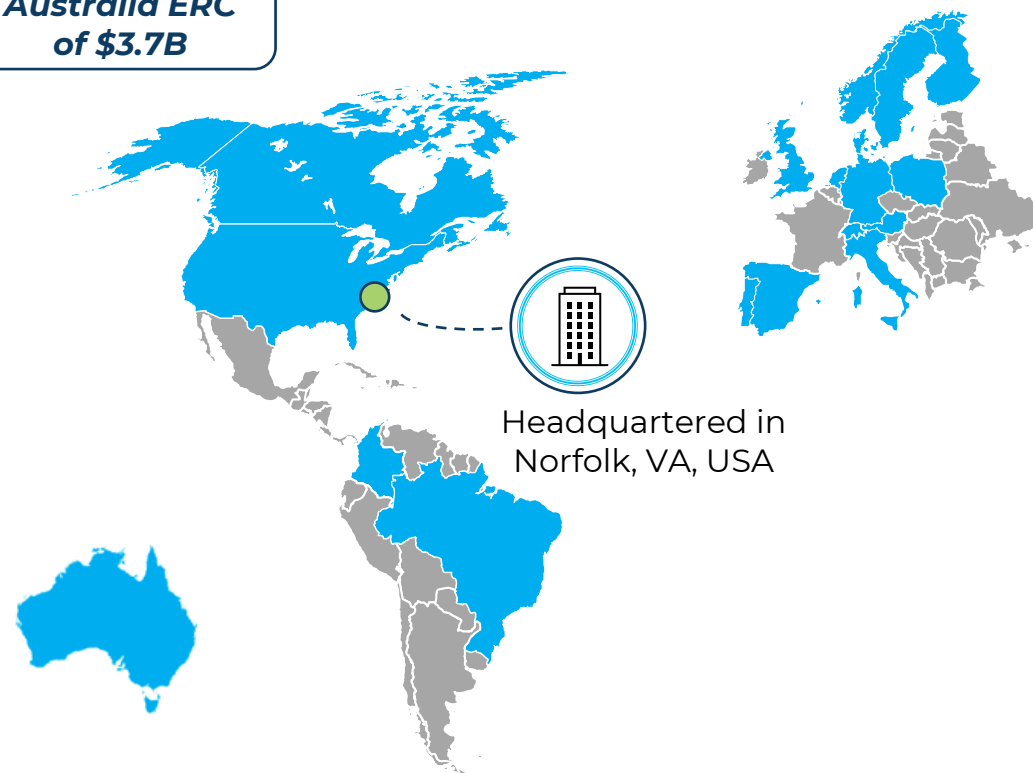 Australia ERC
of $3.7B
Headquartered in
Norfolk, VA, USA